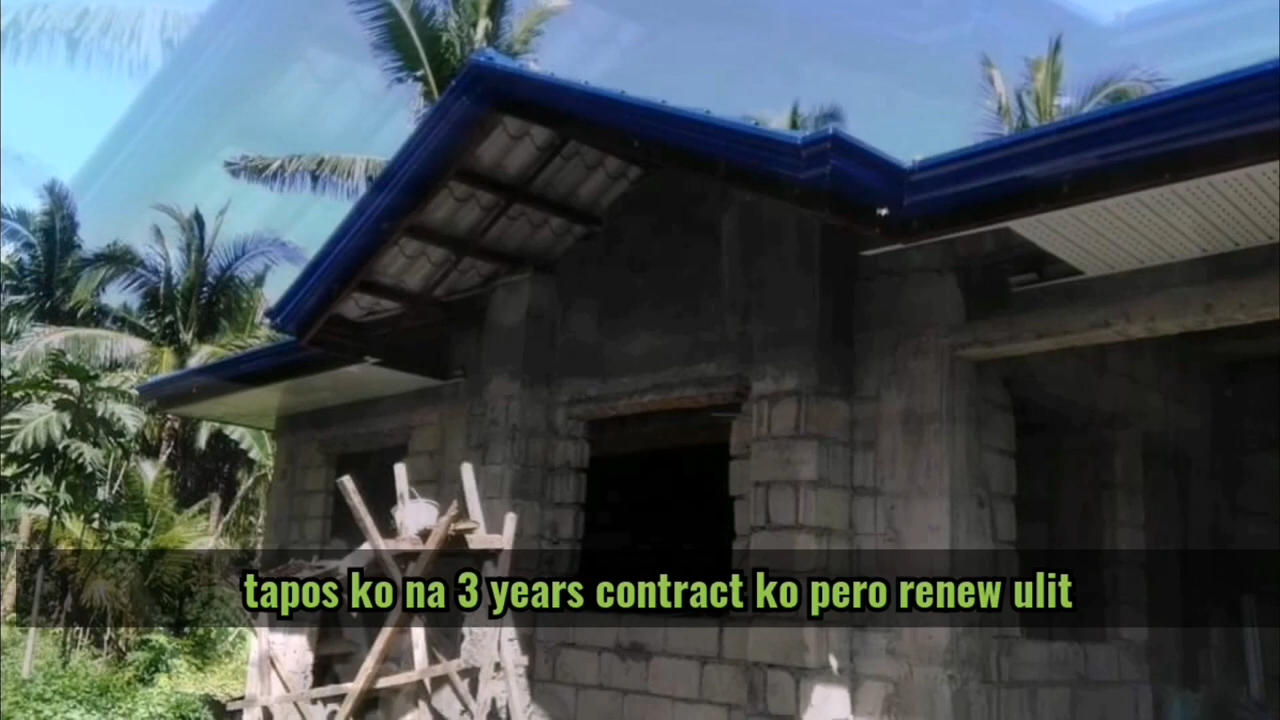 tapos ko na 3 years contract ko pero renew ulit